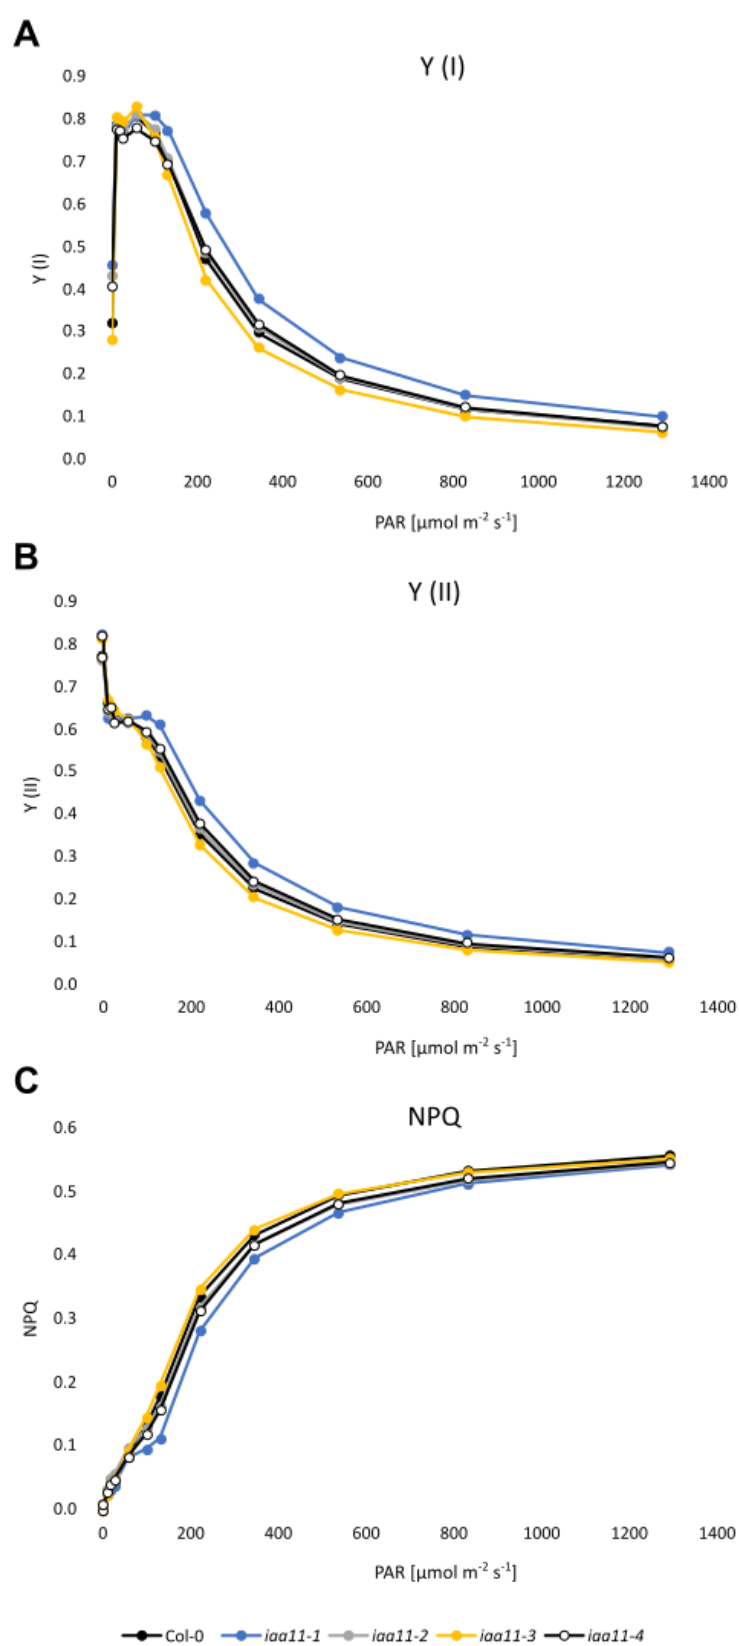 A
Y (I)
0.9
0.8
0.7
0.6
0.5
0.4
0.3
0.2
0.1
0.0
Y (I)
0 200 400 600 800 1000 1200 1400
PAR [µmol m⁻² s⁻¹]
B
Y (II)
0.9
0.8
0.7
0.6
0.5
0.4
0.3
0.2
0.1
0.0
Y (II)
0 200 400 600 800 1000 1200 1400
PAR [µmol m⁻² s⁻¹]
C
NPQ
0.6
0.5
0.4
0.3
0.2
0.1
0.0
NPQ
0 200 400 600 800 1000 1200 1400
PAR [µmol m⁻² s⁻¹]
Col-0 iaa11-1 iaa11-2 iaa11-3 iaa11-4